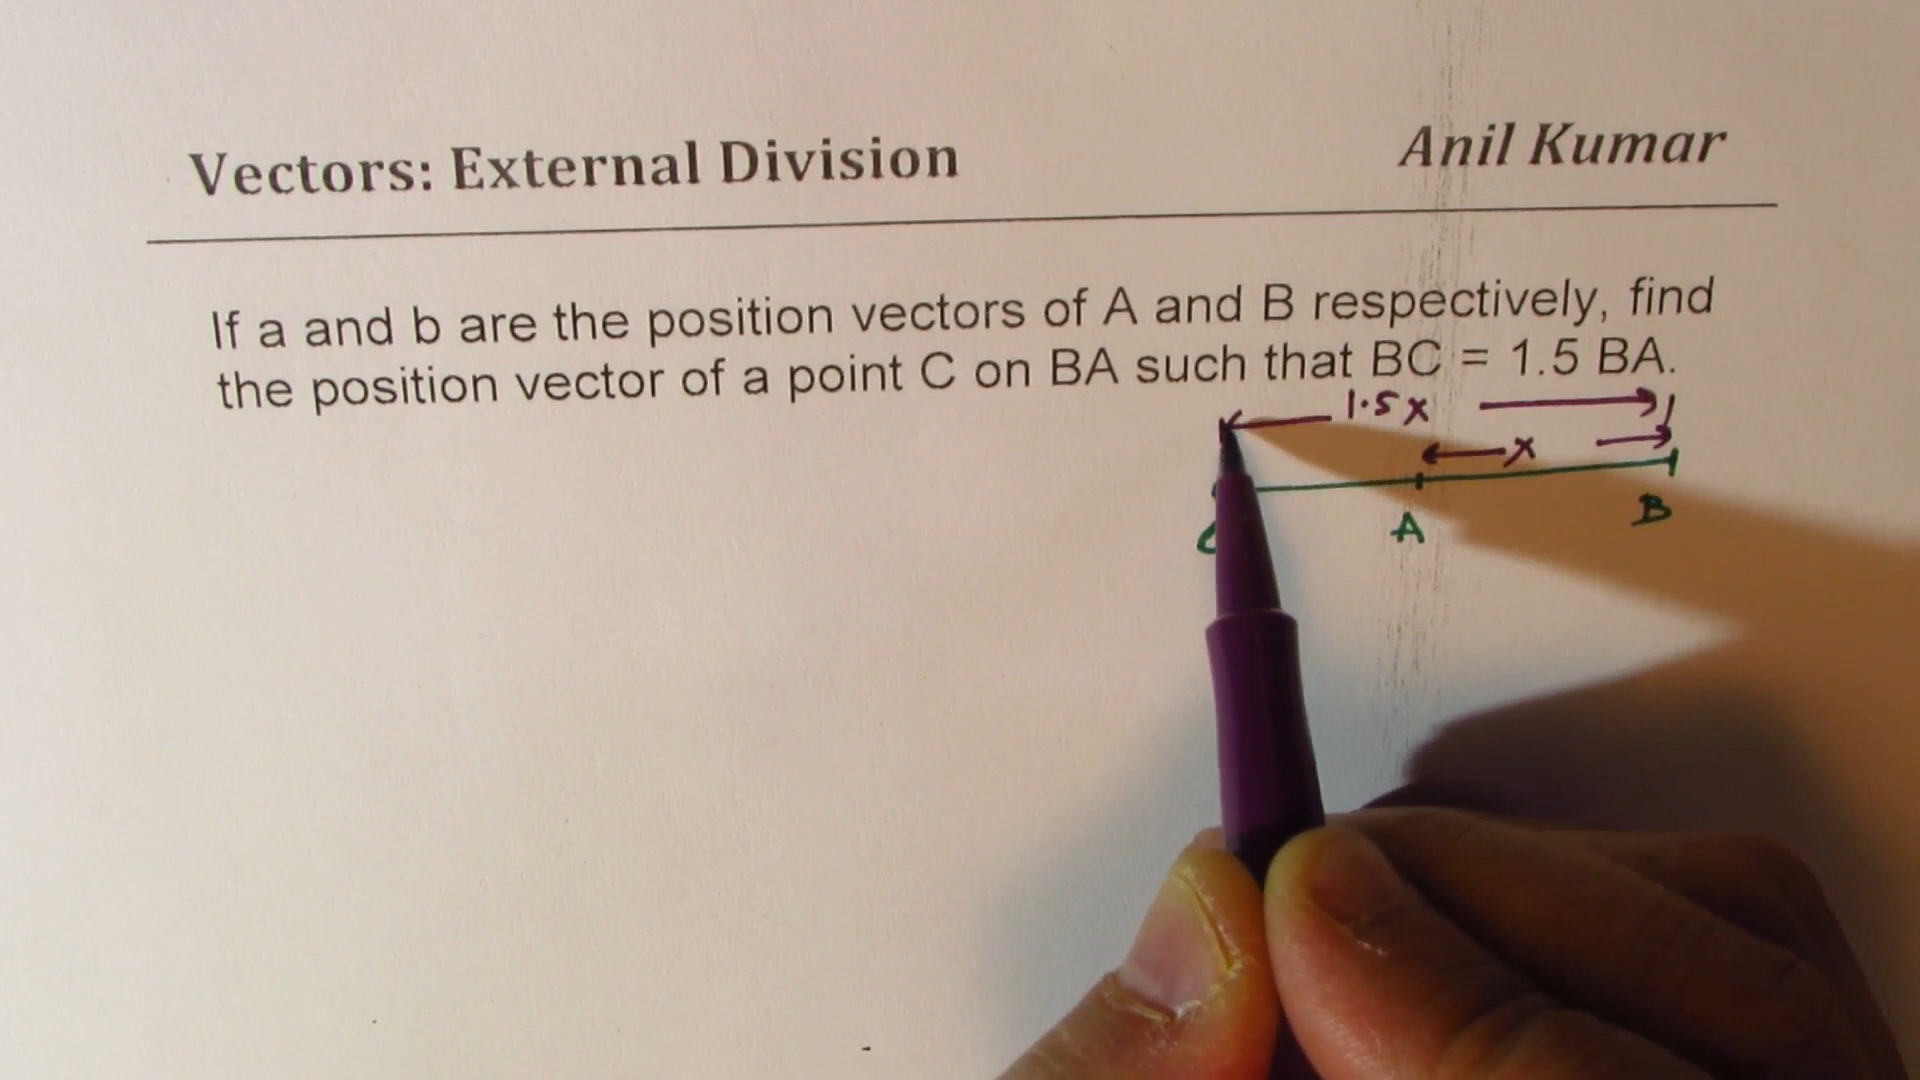 Vectors: External Division
Anil Kumar
If a and b are the position vectors of A and B respectively, find
the position vector of a point C on BA such that BC = 1.5 BA.
1.5 x
x
A
B